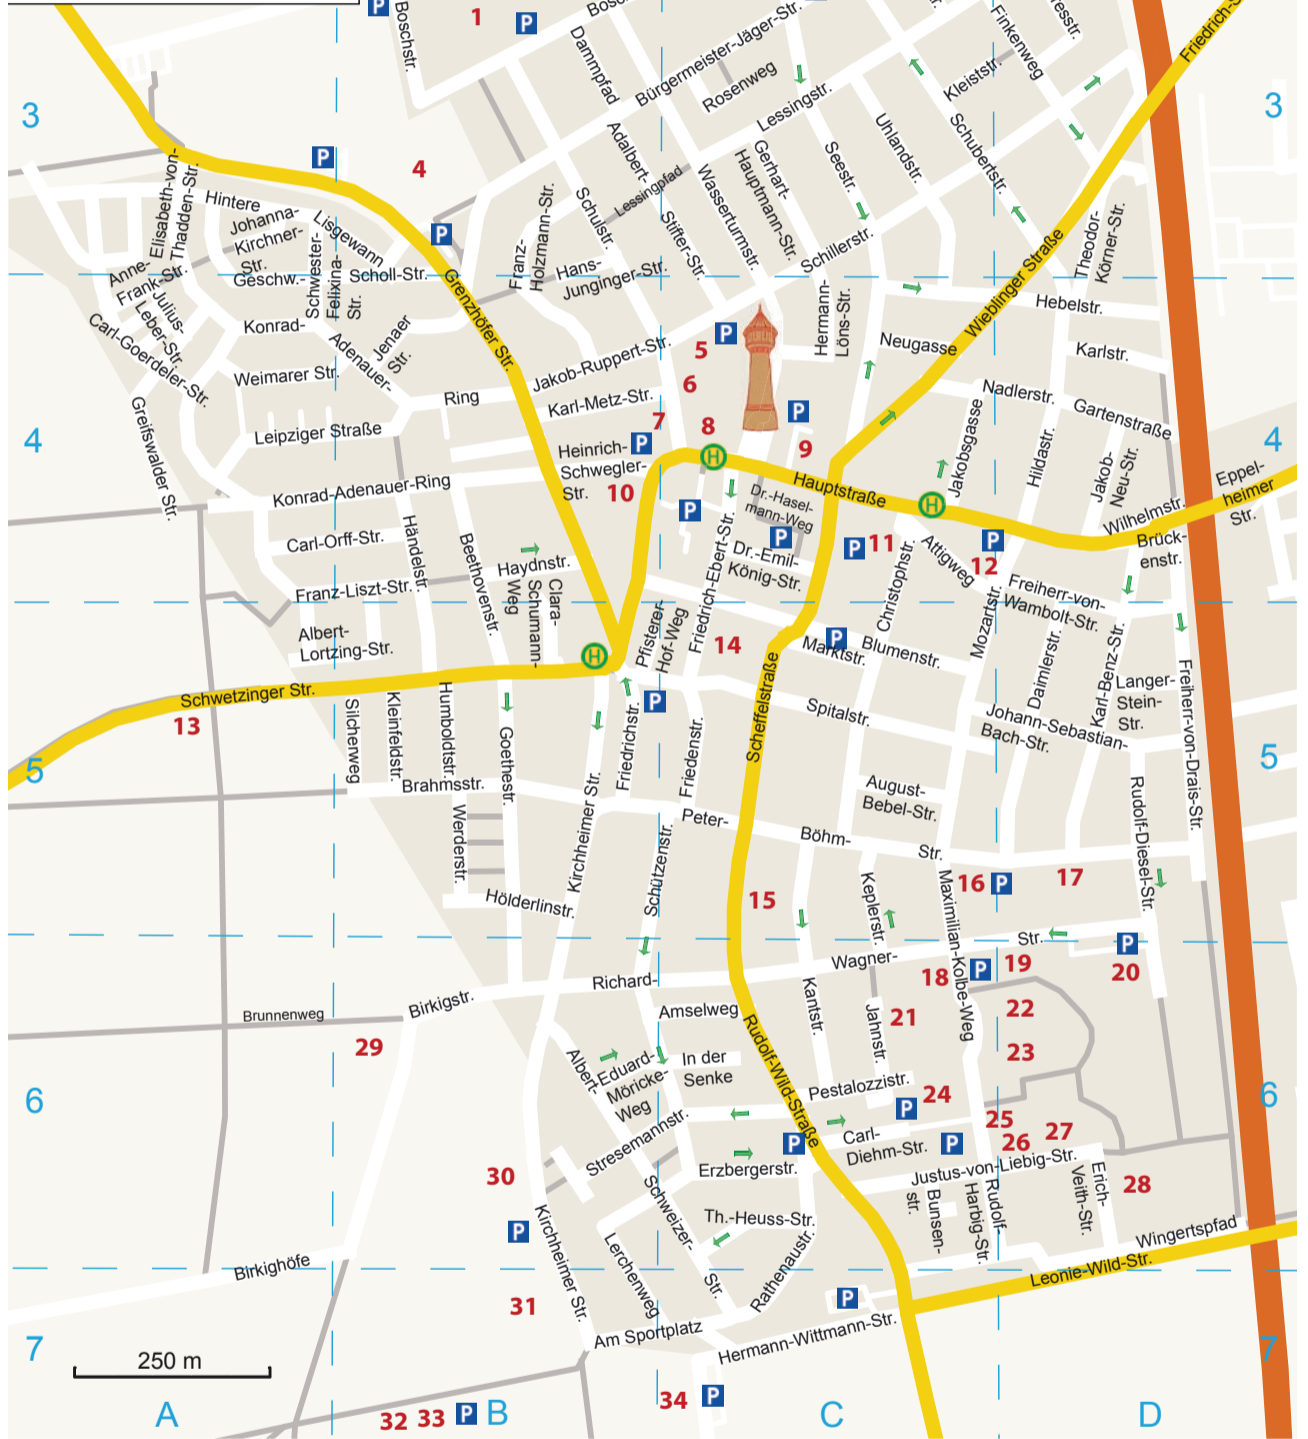 P
Boschstr.
1
P
Dammpfad
Bürgermeister-Jäger-Str.
Rosenweg
Lessingstr.
Finkenweg
Kleiststr.
Friedrich-S
3
3
P
4
P
Elisabeth-von-
Thadden-Str.
Hintere
Lisgewann
Johanna-
Kirchner-
Str.
Anne-
Frank-Str.
Geschw.-
Scholl-Str.
Schwester-
Felixina-
Str.
Julius-
Leber-Str.
Carl-Goerdeler-Str.
Konrad-
Adenauer-
Ring
Jenaer
Str.
Weimarer Str.
Leipziger Straße
Greifswalder Str.
Grenzhöfer Str.
Franz-
Holzmann-Str.
Hans-
Junginger-Str.
Schulstr.
Adalbert-
Stifter-Str.
Lessingpfad
Wasserturmstr.
Gerhart-
Hauptmann-Str.
Seestr.
Uhlandstr.
Schubertstr.
Schillerstr.
Theodor-
Körner-Str.
Wieblinger Straße
Hebelstr.
Hermann-
Löns-Str.
Neugasse
Karlstr.
Nadlerstr.
Gartenstraße
Jakob-Ruppert-Str.
Karl-Metz-Str.
5
P
6
7
8
P
9
4
4
Heinrich-
Schwegler-
Str.
P
10
H
P
Hauptstraße
H
Jakobsgasse
Hildastr.
Jakob-
Neu-Str.
Wilhelmstr.
Eppel-
heimer
Str.
Brück-
enstr.
Konrad-Adenauer-Ring
Carl-Orff-Str.
Franz-Liszt-Str.
Händelstr.
Beethovenstr.
Haydnstr.
Clara-
Schumann-
Weg
Dr.-Hasel-
mann-Weg
P
Dr.-Emil-
König-Str.
P
11
Attigweg
P
12
Freiherr-von-
Wambolt-Str.
Christophstr.
Mozartstr.
Friedrich-Ebert-Str.
Pfisterer-
Hof-Weg
14
Albert-
Lortzing-Str.
H
Schwetzinger Str.
13
P
Marktstr.
Blumenstr.
Daimlerstr.
Karl-Benz-Str.
Langer-
Stein-
Str.
Freiherr-von-Drais-Str.
Silcherweg
Kleinfeldstr.
Humboldtstr.
Goethestr.
P
Friedrichstr.
Friedenstr.
Scheffelstraße
Spitalstr.
Johann-Sebastian-
Bach-Str.
5
5
Brahmsstr.
Werderstr.
Kirchheimer Str.
August-
Bebel-Str.
Peter-
Böhm-
Str.
Rudolf-Diesel-Str.
Hölderlinstr.
Schützenstr.
15
Keplerstr.
16
P
17
Maximilian-Kolbe-Weg
Richard-
Wagner-
Str.
P
18
P
19
20
Birkigstr.
Brunnenweg
29
Amselweg
Kantstr.
Jahnstr.
21
22
23
Albert-
Eduard-
Möricke-
Weg
In der
Senke
Rudolf-Wild-Straße
Pestalozzistr.
P
24
25
26
27
6
6
Stresemannstr.
P
Carl-
Diehm-Str.
P
Justus-von-Liebig-Str.
28
Erzbergerstr.
30
P
Kirchheimer Str.
Schweizer-
Str.
Th.-Heuss-Str.
Bunsen-
str.
Rudolf-
Harbig-Str.
Erich-
Veith-Str.
Wingertspfad
Leonie-Wild-Str.
Birkighöfe
Lerchenweg
Rathenaustr.
P
31
Am Sportplatz
Hermann-Wittmann-Str.
7
7
250 m
34
P
32
33
P
A
B
C
D